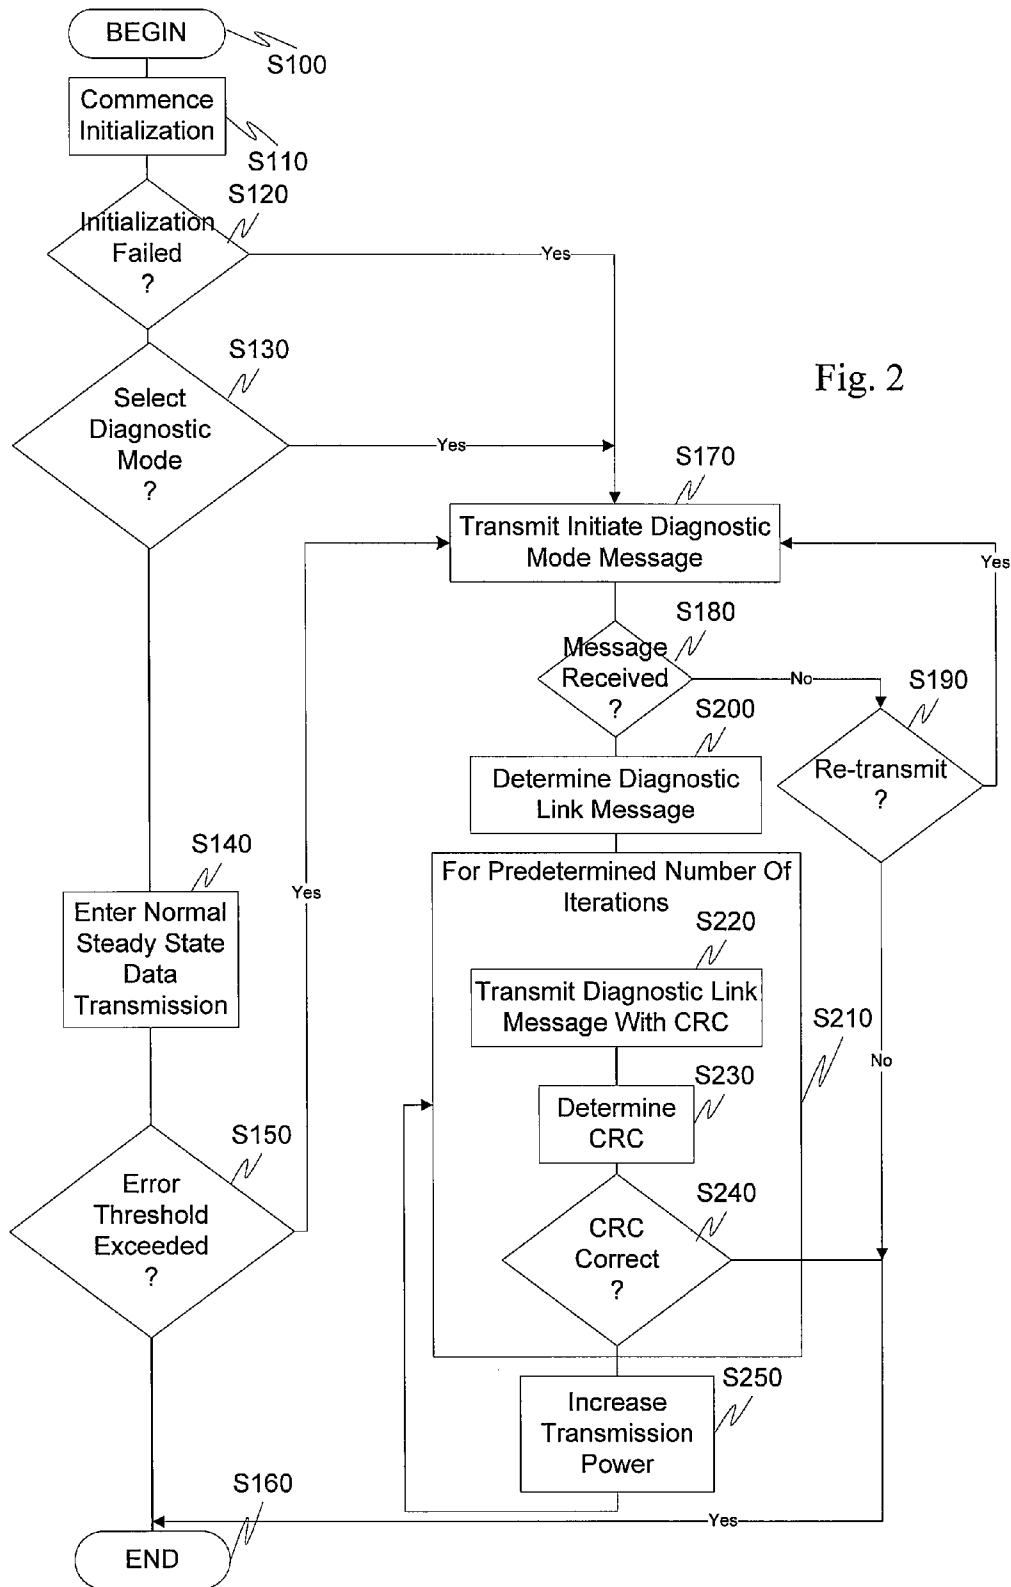 BEGIN
S100
Commence
Initialization
S110
S120
Initialization
Failed
?
Yes
S130
Select
Diagnostic
Mode
?
Yes
Fig. 2
S170
Transmit Initiate Diagnostic
Mode Message
Yes
S180
Message
Received
?
No
S190
Re-transmit
?
S200
Determine Diagnostic
Link Message
S140
Enter Normal
Steady State
Data
Transmission
Yes
For Predetermined Number Of
Iterations
S220
Transmit Diagnostic Link
Message With CRC
S210
No
S230
Determine
CRC
S150
Error
Threshold
Exceeded
?
S240
CRC
Correct
?
S250
Increase
Transmission
Power
S160
Yes
END